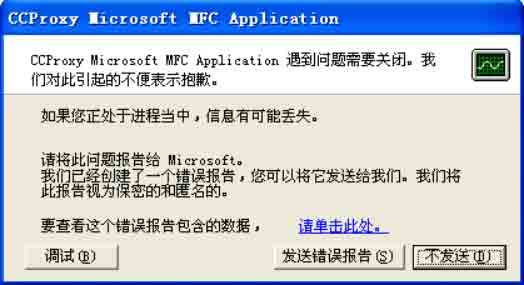 CCProxy Microsoft MFC Application
CCProxy Microsoft MFC Application 遇到问题需要关闭。我
们对此引起的不便表示抱歉。
如果您正处于进程当中，信息有可能丢失。
请将此问题报告给 Microsoft。
我们已经创建了一个错误报告，您可以将它发送给我们。我们将
此报告视为保密的和匿名的。
要查看这个错误报告包含的数据，请单击此处。
调试(B) 发送错误报告(S) 不发送(D)